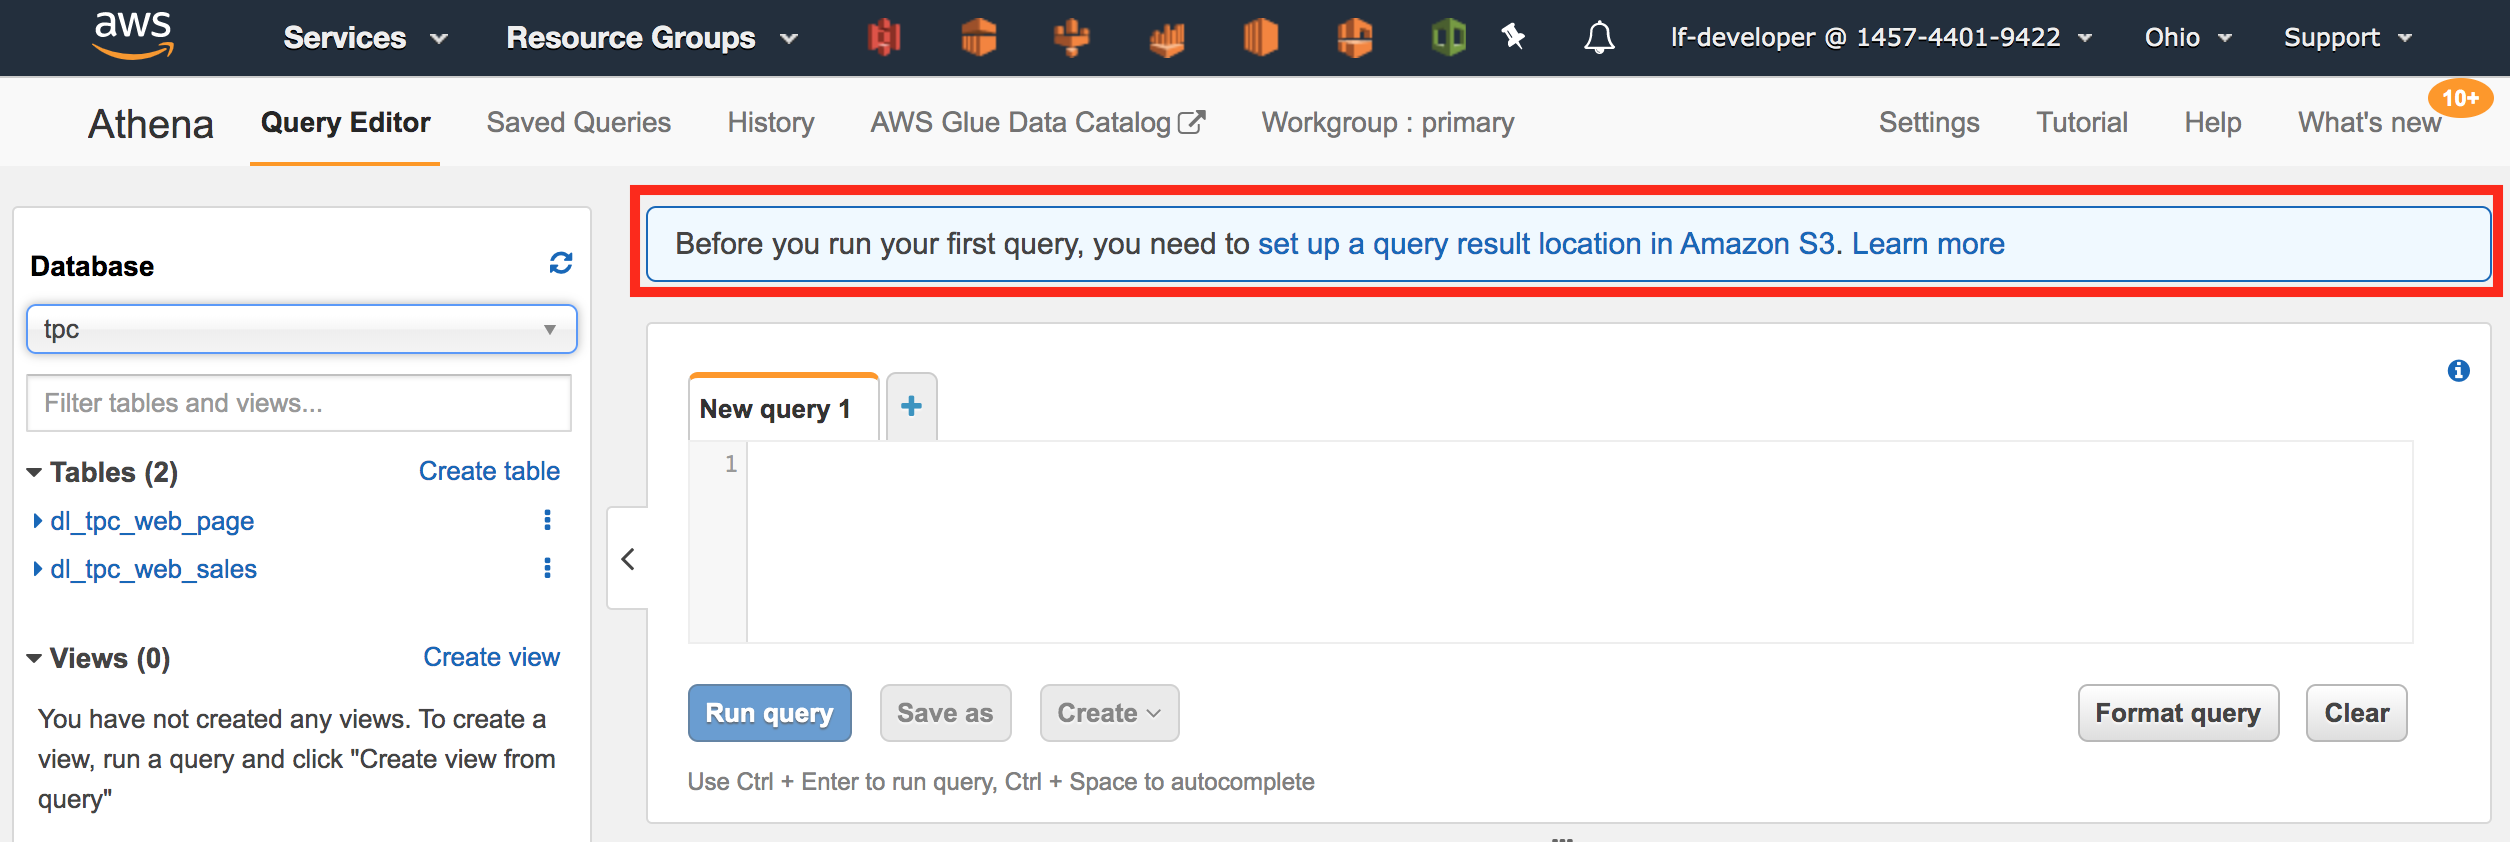 aws
Services
Resource Groups
lf-developer @ 1457-4401-9422
Ohio
Support
Athena
Query Editor
Saved Queries
History
AWS Glue Data Catalog
Workgroup : primary
Settings
Tutorial
Help
What's new
10+
Database
tpc
Filter tables and views...
Tables (2)
Create table
dl_tpc_web_page
dl_tpc_web_sales
Views (0)
Create view
You have not created any views. To create a
view, run a query and click "Create view from
query"
Before you run your first query, you need to set up a query result location in Amazon S3. Learn more
New query 1
+
1
Run query
Save as
Create
Format query
Clear
Use Ctrl + Enter to run query, Ctrl + Space to autocomplete